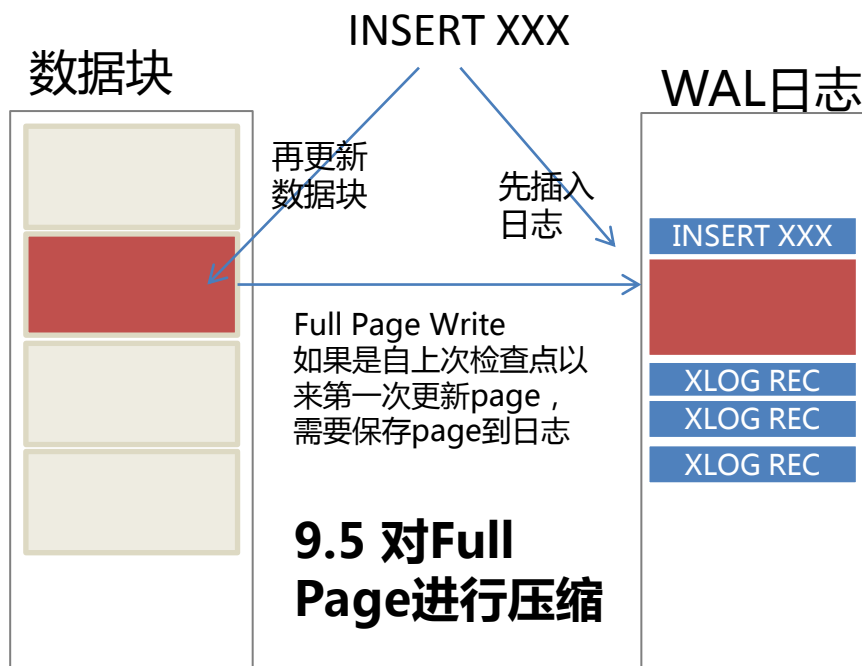 INSERT XXX
数据块
WAL日志
再更新
数据块
先插入
日志
INSERT XXX
Full Page Write
如果是自上次检查点以
来第一次更新page，
需要保存page到日志
XLOG REC
XLOG REC
XLOG REC
9.5 对Full
Page进行压缩